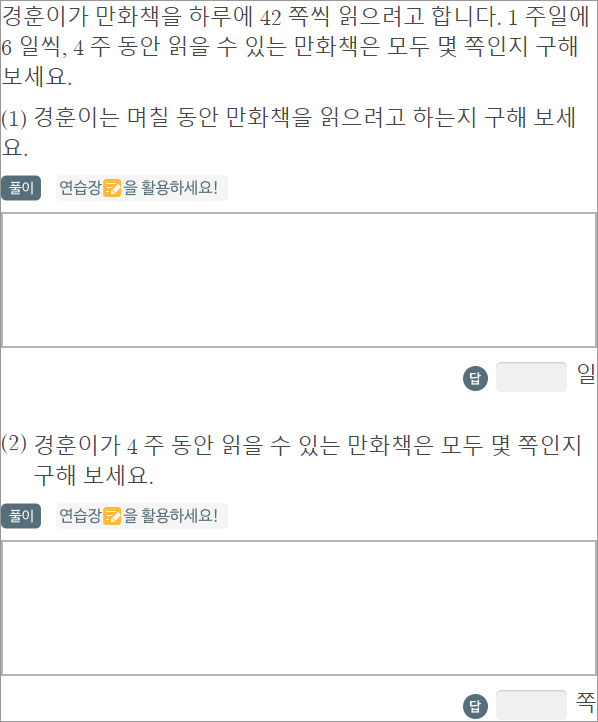 경훈이가 만화책을 하루에 42 쪽씩 읽으려고 합니다. 1 주일에
6 일씩, 4 주 동안 읽을 수 있는 만화책은 모두 몇 쪽인지 구해
보세요.
(1) 경훈이는 며칠 동안 만화책을 읽으려고 하는지 구해 보세
요.
풀이 연습장을 활용하세요!
답 일
(2) 경훈이가 4 주 동안 읽을 수 있는 만화책은 모두 몇 쪽인지
구해 보세요.
풀이 연습장을 활용하세요!
답 쪽